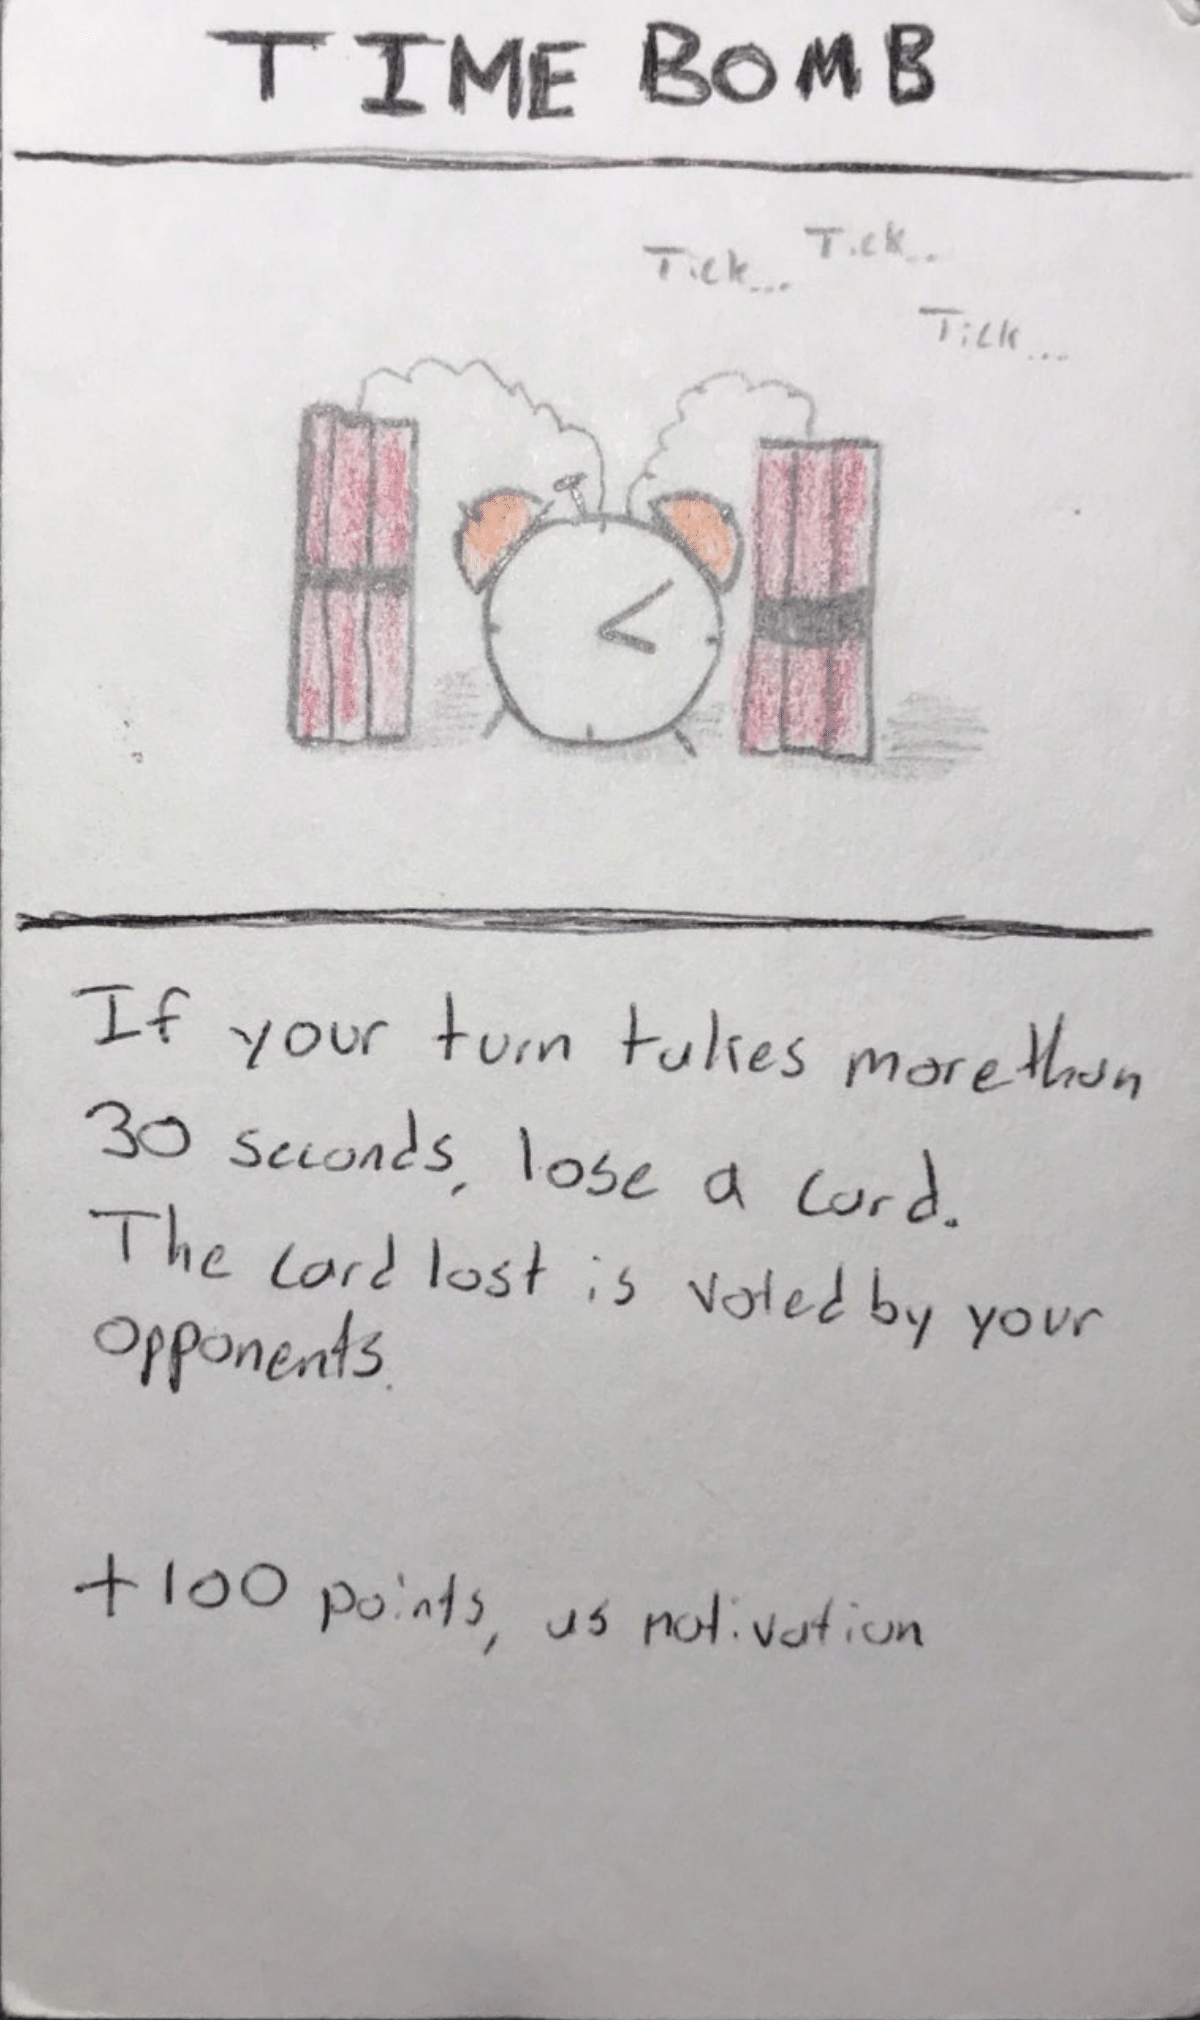 TIME BOMB
Tick... Tick..
Tick...
If your turn takes more than
30 seconds, lose a card.
The card lost is voted by your
opponents.
+100 points, as motivation